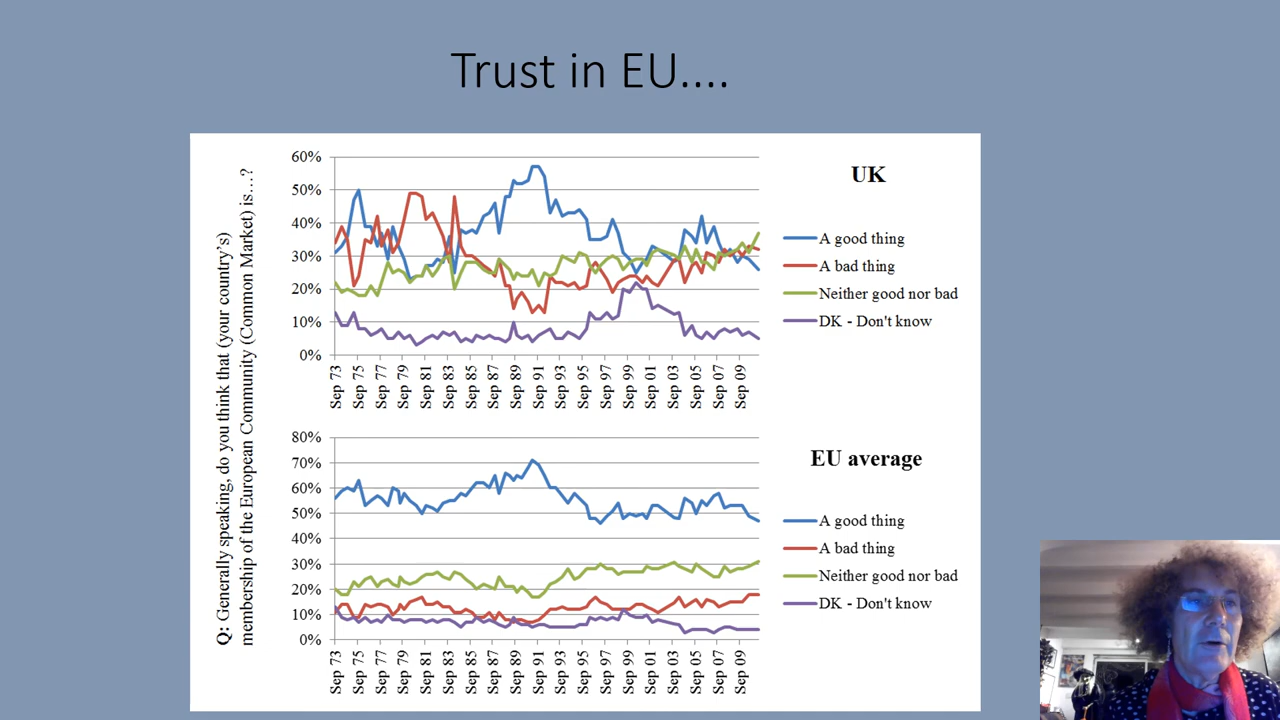 Trust in EU....
Q: Generally speaking, do you think that (your country's)
membership of the European Community (Common Market) is...?
60%
50%
40%
30%
20%
10%
0%
Sep 73
Sep 75
Sep 77
Sep 79
Sep 81
Sep 83
Sep 85
Sep 87
Sep 89
Sep 91
Sep 93
Sep 95
Sep 97
Sep 99
Sep 01
Sep 03
Sep 05
Sep 07
Sep 09
UK
A good thing
A bad thing
Neither good nor bad
DK - Don't know
80%
70%
60%
50%
40%
30%
20%
10%
0%
Sep 73
Sep 75
Sep 77
Sep 79
Sep 81
Sep 83
Sep 85
Sep 87
Sep 89
Sep 91
Sep 93
Sep 95
Sep 97
Sep 99
Sep 01
Sep 03
Sep 05
Sep 07
Sep 09
EU average
A good thing
A bad thing
Neither good nor bad
DK - Don't know